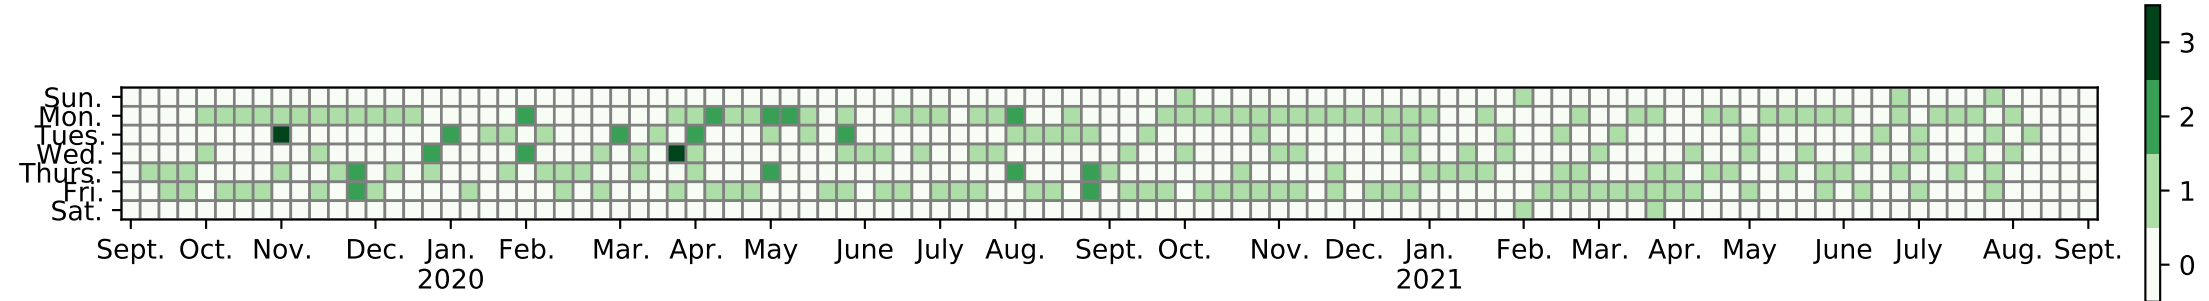 3
Sun.
Mon.
2
Tues.
Wed.
Thurs.
1
Fri.
Sat.
Sept. Oct. Nov. Dec. Jan. Feb. Mar. Apr. May June July Aug. Sept. Oct. Nov. Dec. Jan. Feb. Mar. Apr. May June July Aug. Sept.
0
2020 2021